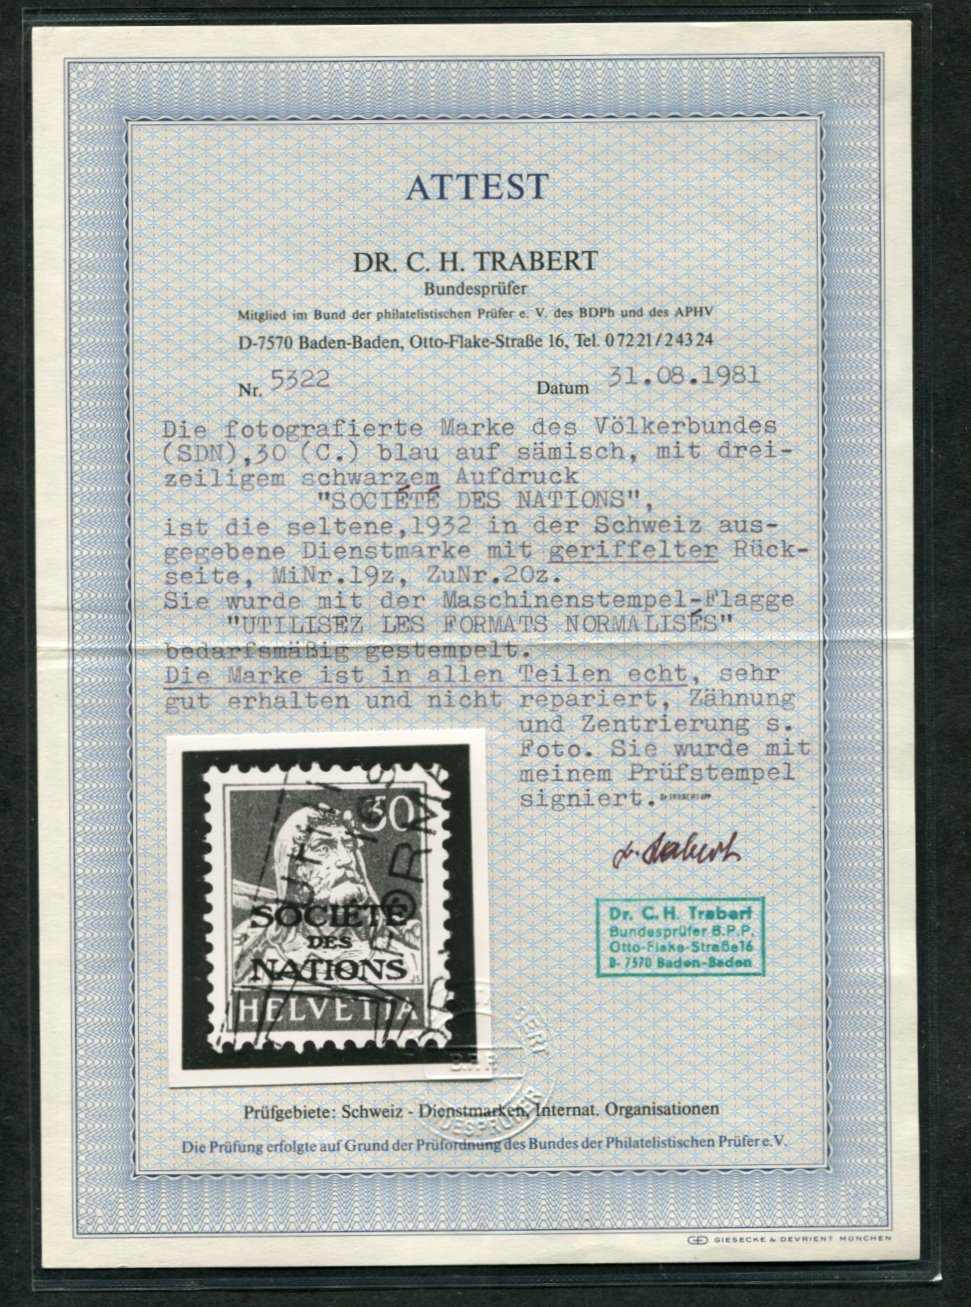 ATTEST
DR. C. H. TRABERT
Bundesprüfer
Mitglied im Bund der philatelistischen Prüfer e. V. des BDPh und des APHV
D-7570 Baden-Baden, Otto-Flake-Straße 16, Tel. 07221/24324
Nr. 5322 Datum 31.08.1981
Die fotografierte Marke des Völkerbundes
(SDN),30 (C.) blau auf sämisch, mit drei-
zeiligem schwarzem Aufdruck
"SOCIÉTÉ DES NATIONS",
ist die seltene,1932 in der Schweiz aus-
gegebene Dienstmarke mit geriffelter Rück-
seite, MiNr.19z, ZuNr.20z.
Sie wurde mit der Maschinenstempel-Flagge
"UTILISEZ LES FORMATS NORMALISÉS"
bedarfsmäßig gestempelt.
Die Marke ist in allen Teilen echt, sehr
gut erhalten und nicht repariert, Zähnung
und Zentrierung s.
Foto. Sie wurde mit
meinem Prüfstempel
signiert.
30
SOCIÉTÉ
DES
NATIONS
HELVETIA
FORM
Dr. C. H. Trabert
Bundesprüfer B.P.P.
Otto-Flake-Straße 16
D-7570 Baden-Baden
B.P.P.
Prüfgebiete: Schweiz - Dienstmarken, Internat. Organisationen
Die Prüfung erfolgte auf Grund der Prüfordnung des Bundes der Philatelistischen Prüfer e.V.
GIESECKE & DEVRIENT MÜNCHEN